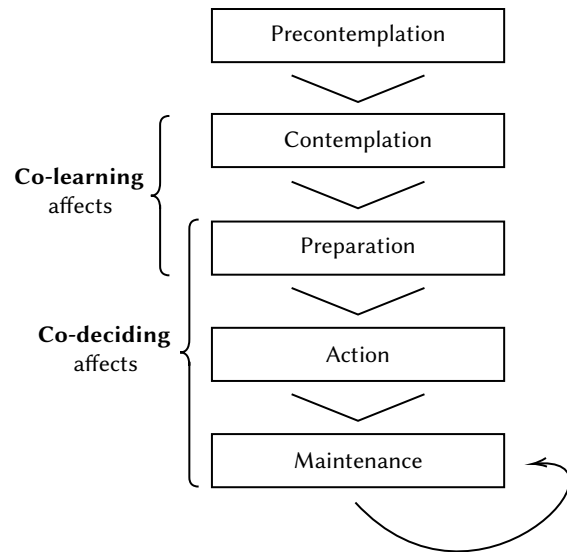 Precontemplation
Contemplation
Co-learning
affects
Preparation
Co-deciding
affects
Action
Maintenance